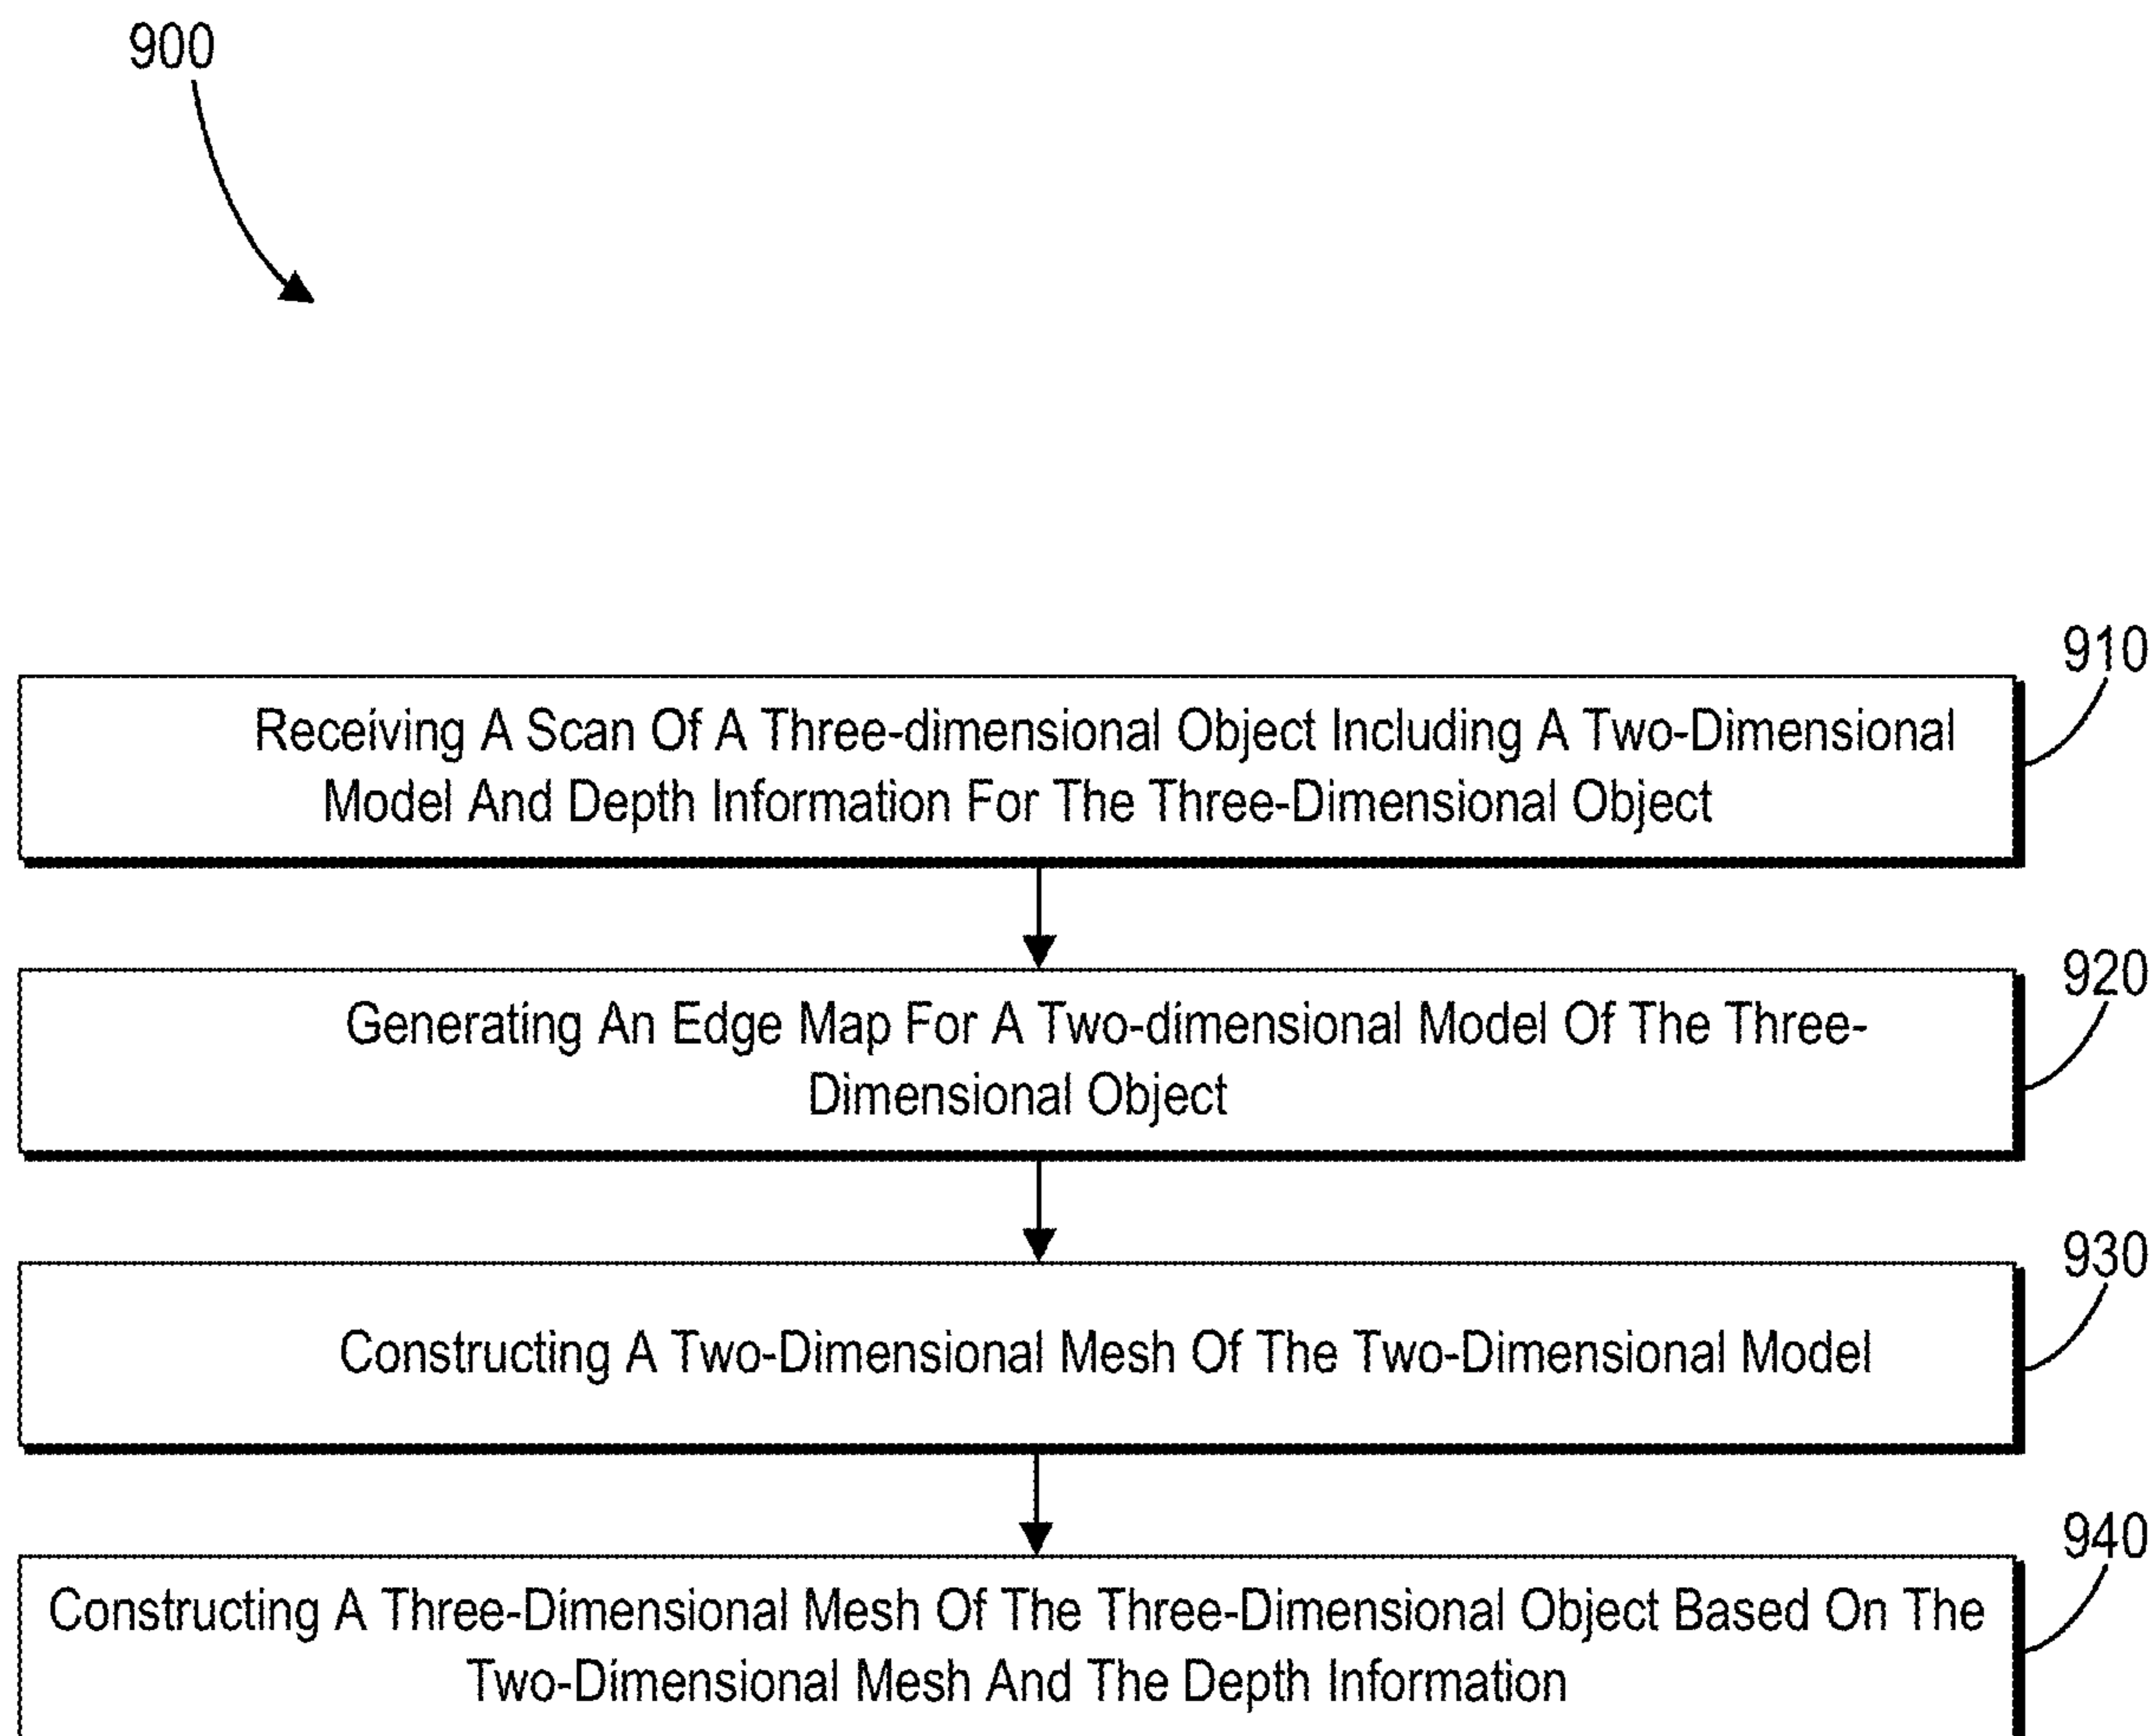 900
910
Receiving A Scan Of A Three-dimensional Object Including A Two-Dimensional
Model And Depth Information For The Three-Dimensional Object
920
Generating An Edge Map For A Two-dimensional Model Of The Three-
Dimensional Object
930
Constructing A Two-Dimensional Mesh Of The Two-Dimensional Model
940
Constructing A Three-Dimensional Mesh Of The Three-Dimensional Object Based On The
Two-Dimensional Mesh And The Depth Information